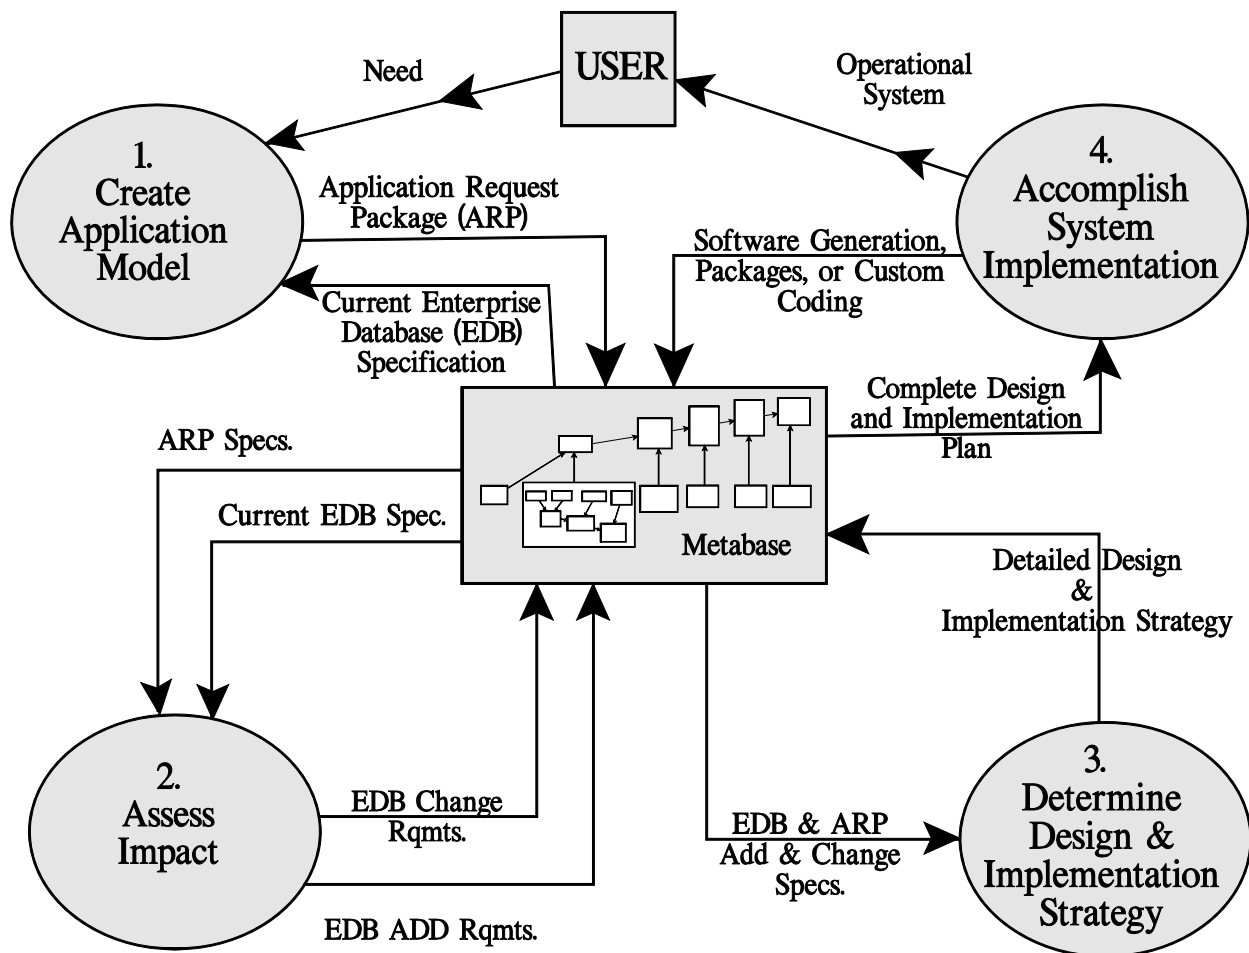 USER
Need
Operational
System
1.
Create
Application
Model
4.
Accomplish
System
Implementation
Application Request
Package (ARP)
Software Generation,
Packages, or Custom
Coding
Current Enterprise
Database (EDB)
Specification
Complete Design
and Implementation
Plan
ARP Specs.
Current EDB Spec.
Metabase
Detailed Design
&
Implementation Strategy
2.
Assess
Impact
EDB Change
Rqmts.
EDB ADD Rqmts.
EDB & ARP
Add & Change
Specs.
3.
Determine
Design &
Implementation
Strategy